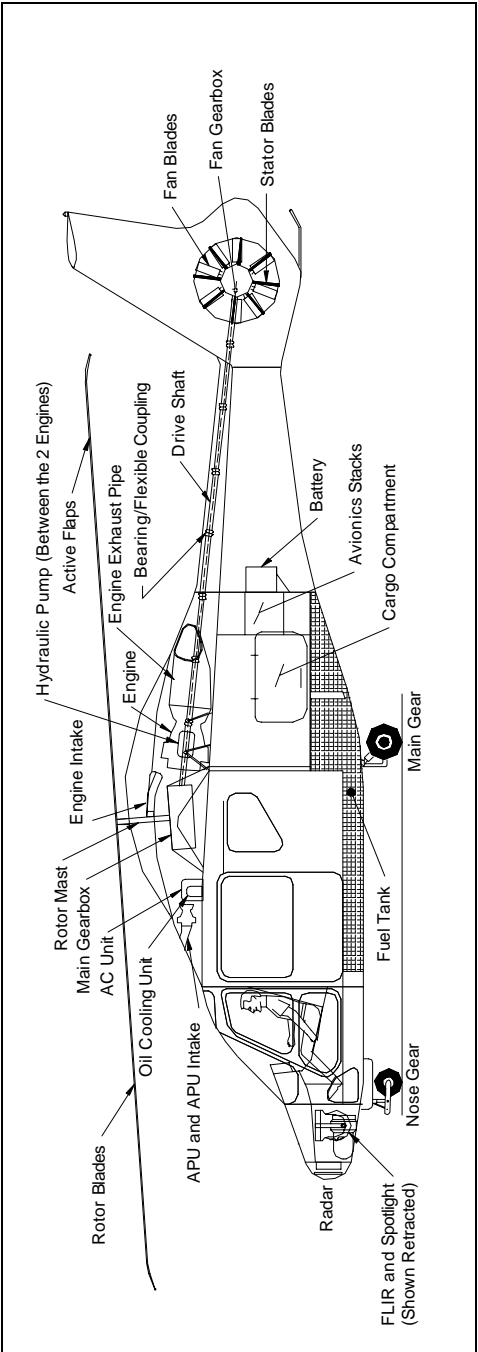 Rotor Blades
APU and APU Intake
Oil Cooling Unit
AC Unit
Main Gearbox
Rotor Mast
Engine Intake
Engine
Hydraulic Pump (Between the 2 Engines)
Active Flaps
Engine Exhaust Pipe
Bearing/Flexible Coupling
Drive Shaft
Fan Blades
Fan Gearbox
Stator Blades
Battery
Avionics Stacks
Cargo Compartment
Main Gear
Fuel Tank
Nose Gear
Radar
FLIR and Spotlight
(Shown Retracted)